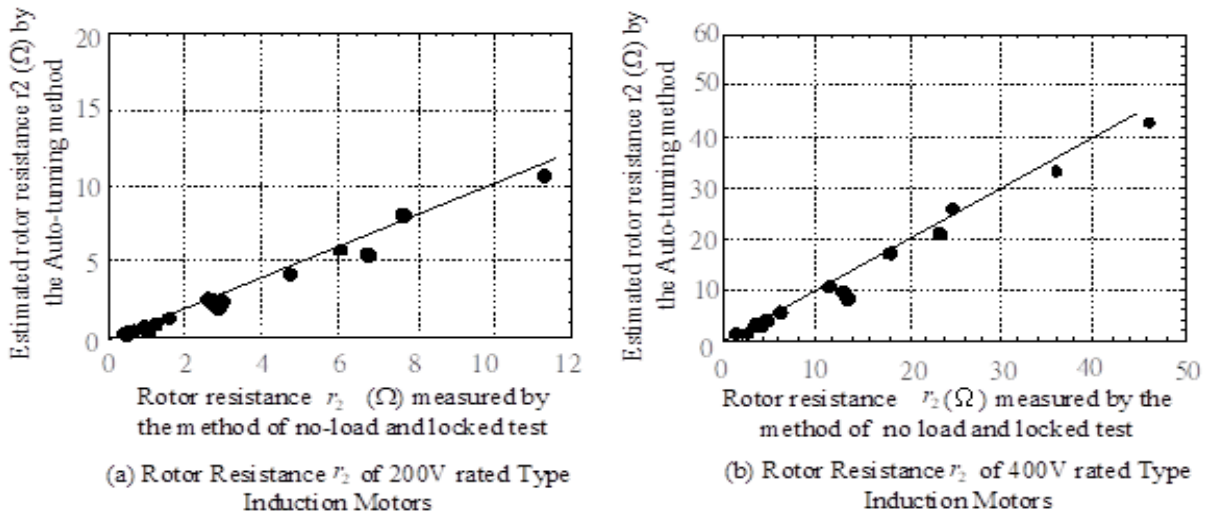 Estimated rotor resistance r2 (Ω) by
the Auto-tunning method
20
15
10
5
0
0 2 4 6 8 10 12
Rotor resistance r₂ (Ω) measured by
the method of no-load and locked test
(a) Rotor Resistance r₂ of 200V rated Type
Induction Motors
Estimated rotor resistance r2 (Ω) by
the Auto-tunning method
60
50
40
30
20
10
0
0 10 20 30 40 50
Rotor resistance r₂ (Ω) measured by the
method of no load and locked test
(b) Rotor Resistance r₂ of 400V rated Type
Induction Motors